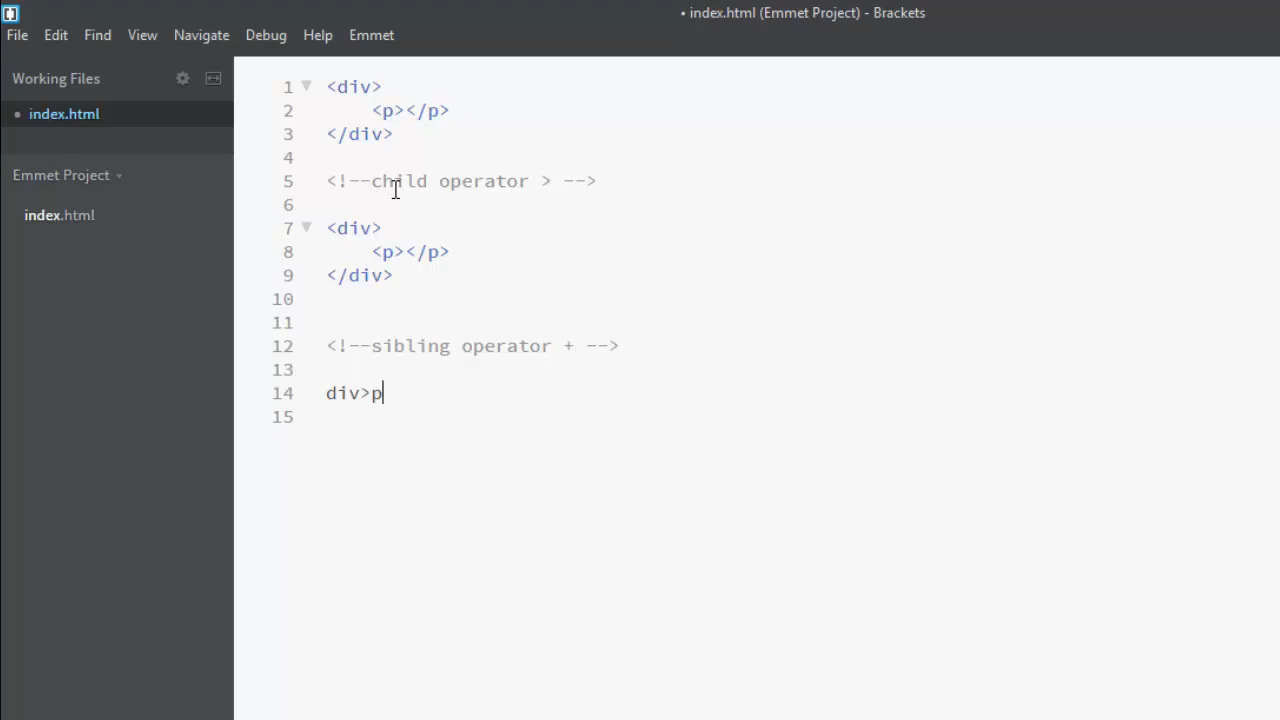 • index.html (Emmet Project) - Brackets
File Edit Find View Navigate Debug Help Emmet
Working Files
• index.html
Emmet Project
index.html
1 <div>
2 <p></p>
3 </div>
4
5 <!--child operator > -->
6
7 <div>
8 <p></p>
9 </div>
10
11
12 <!--sibling operator + -->
13
14 div>p
15